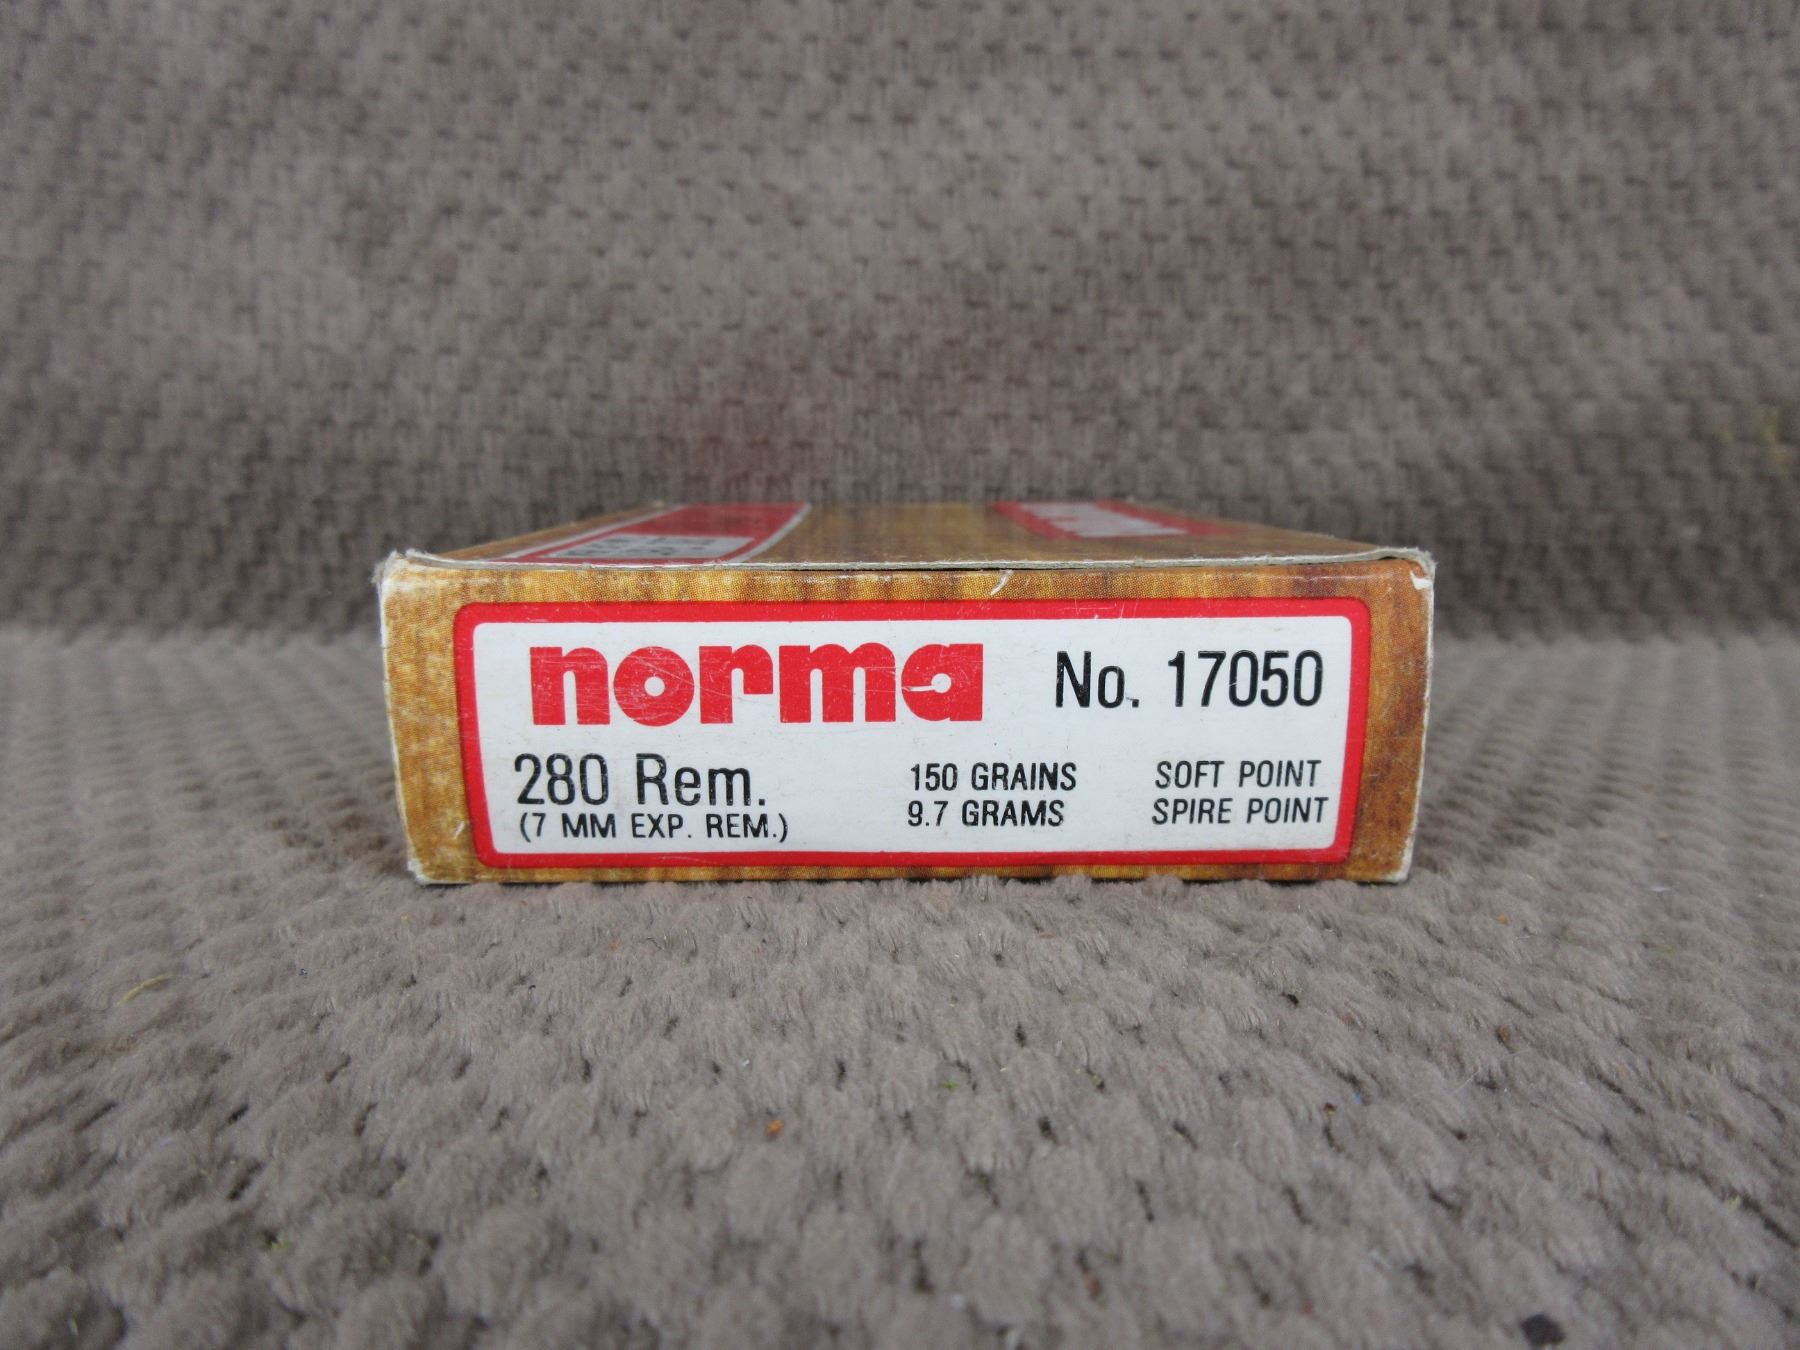 norma No. 17050
280 Rem. 150 GRAINS SOFT POINT
(7 MM EXP. REM.) 9.7 GRAMS SPIRE POINT